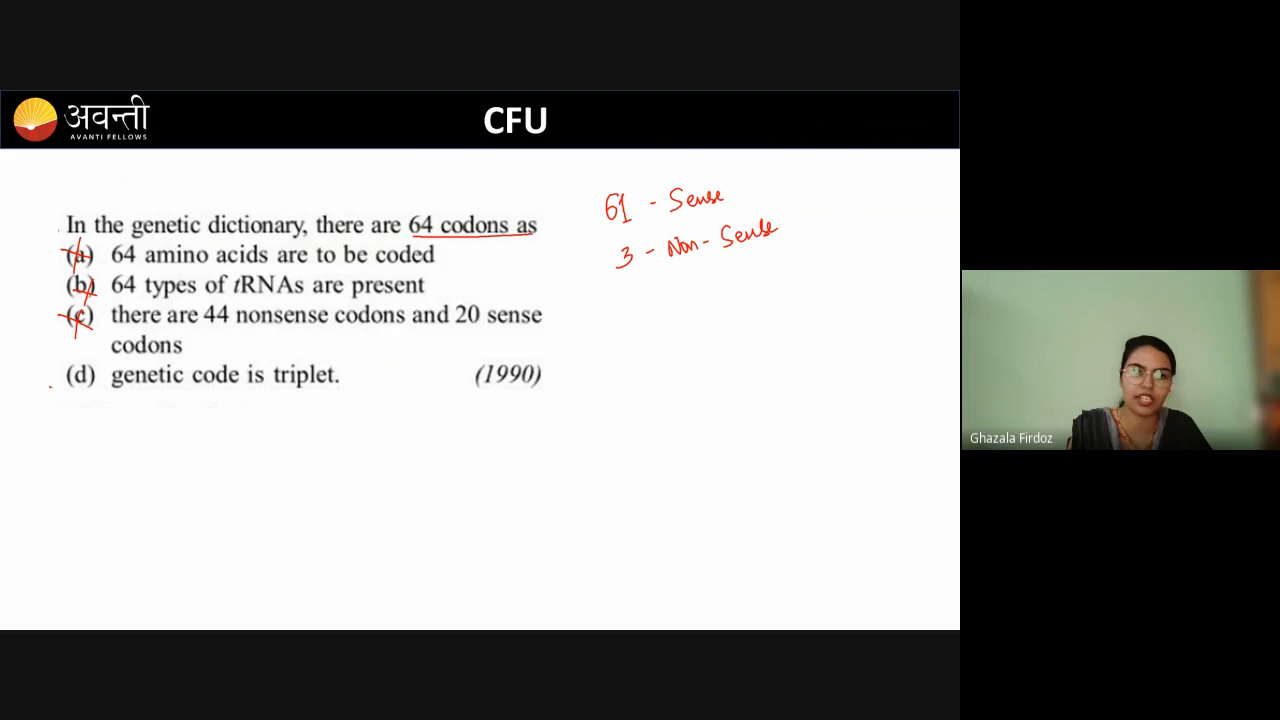 अवन्ती
AVANTI FELLOWS
CFU
In the genetic dictionary, there are 64 codons as
(a) 64 amino acids are to be coded
(b) 64 types of tRNAs are present
(c) there are 44 nonsense codons and 20 sense
codons
(d) genetic code is triplet. (1990)
61 - Sense
3 - Non-Sense
Ghazala Firdoz